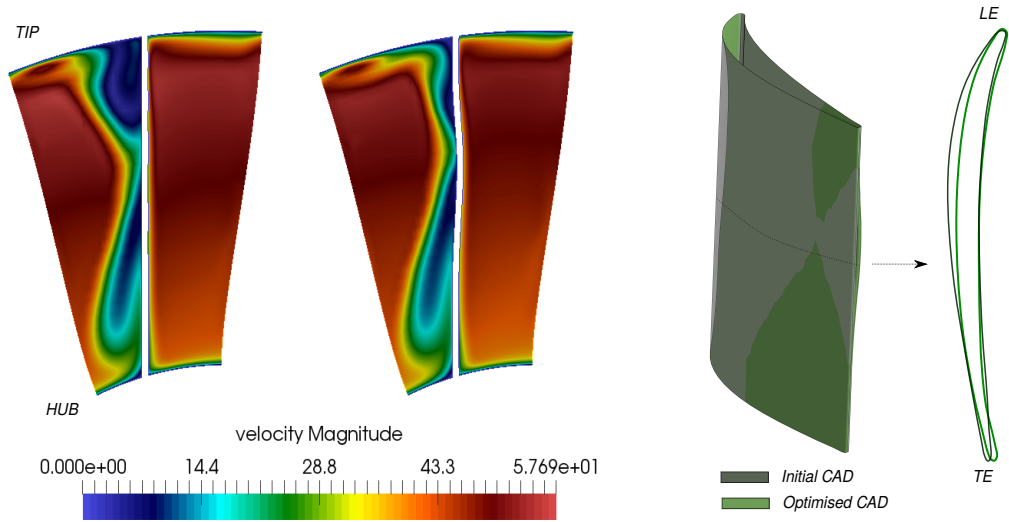 TIP
HUB
velocity Magnitude
0.000e+00 14.4 28.8 43.3 5.769e+01
LE
TE
Initial CAD
Optimised CAD